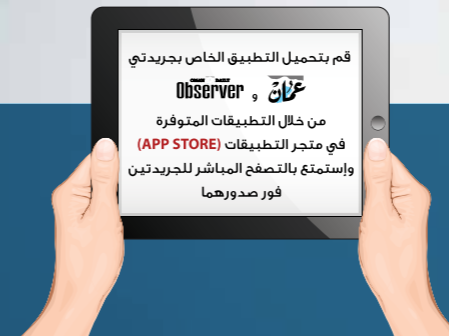 قم بتحميل التطبيق الخاص بجريدتي
عمان و Observer
من خلال التطبيقات المتوفرة
في متجر التطبيقات (APP STORE)
وإستمتع بالتصفح المباشر للجريدتين
فور صدورهما